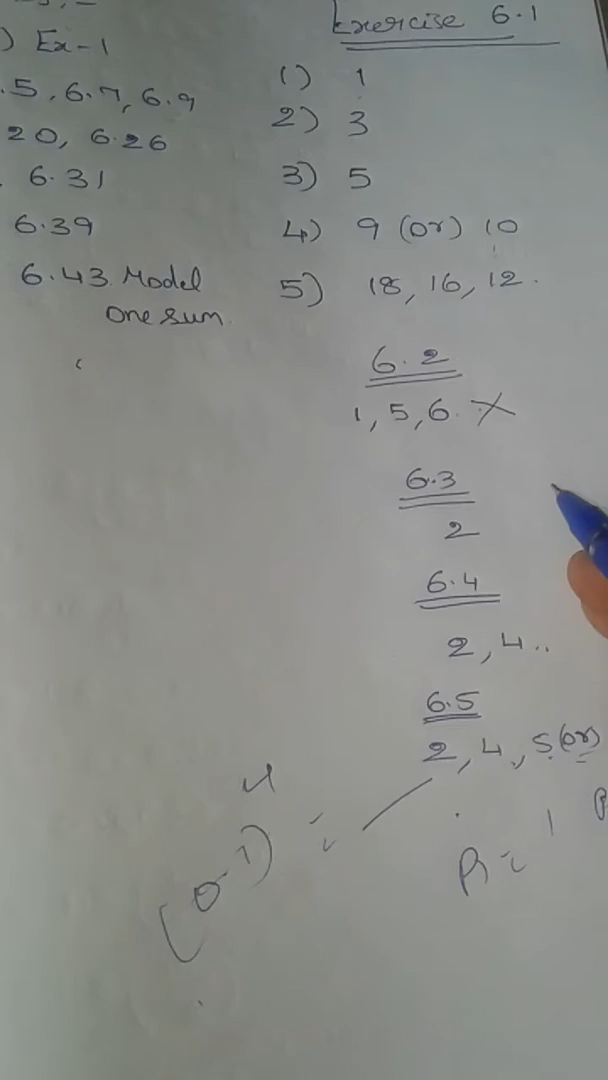 ) Ex-1
.5, 6.7, 6.9
20, 6.26
6.31
6.39
6.43. Model
one sum.
Exercise 6.1
1) 1
2) 3
3) 5
4) 9 (or) 10
5) 18, 16, 12.
6.2
1, 5, 6. X
6.3
2
6.4
2, 4..
6.5
2, 4, 5 (or)